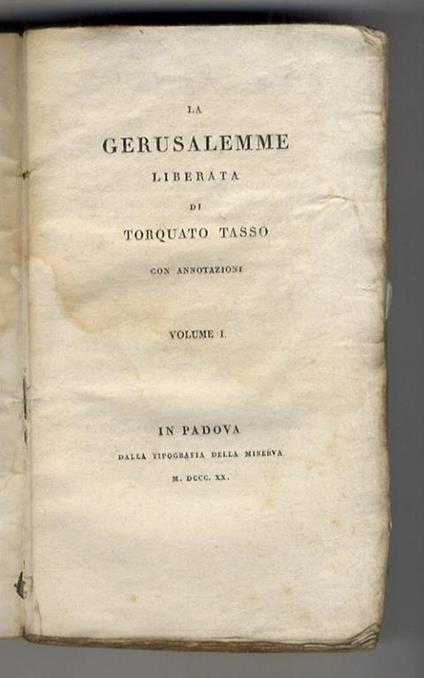 LA
GERUSALEMME
LIBERATA
DI
TORQUATO TASSO
CON ANNOTAZIONI
VOLUME I.
IN PADOVA
DALLA TIPOGRAFIA DELLA MINERVA
M. DCCC. XX.